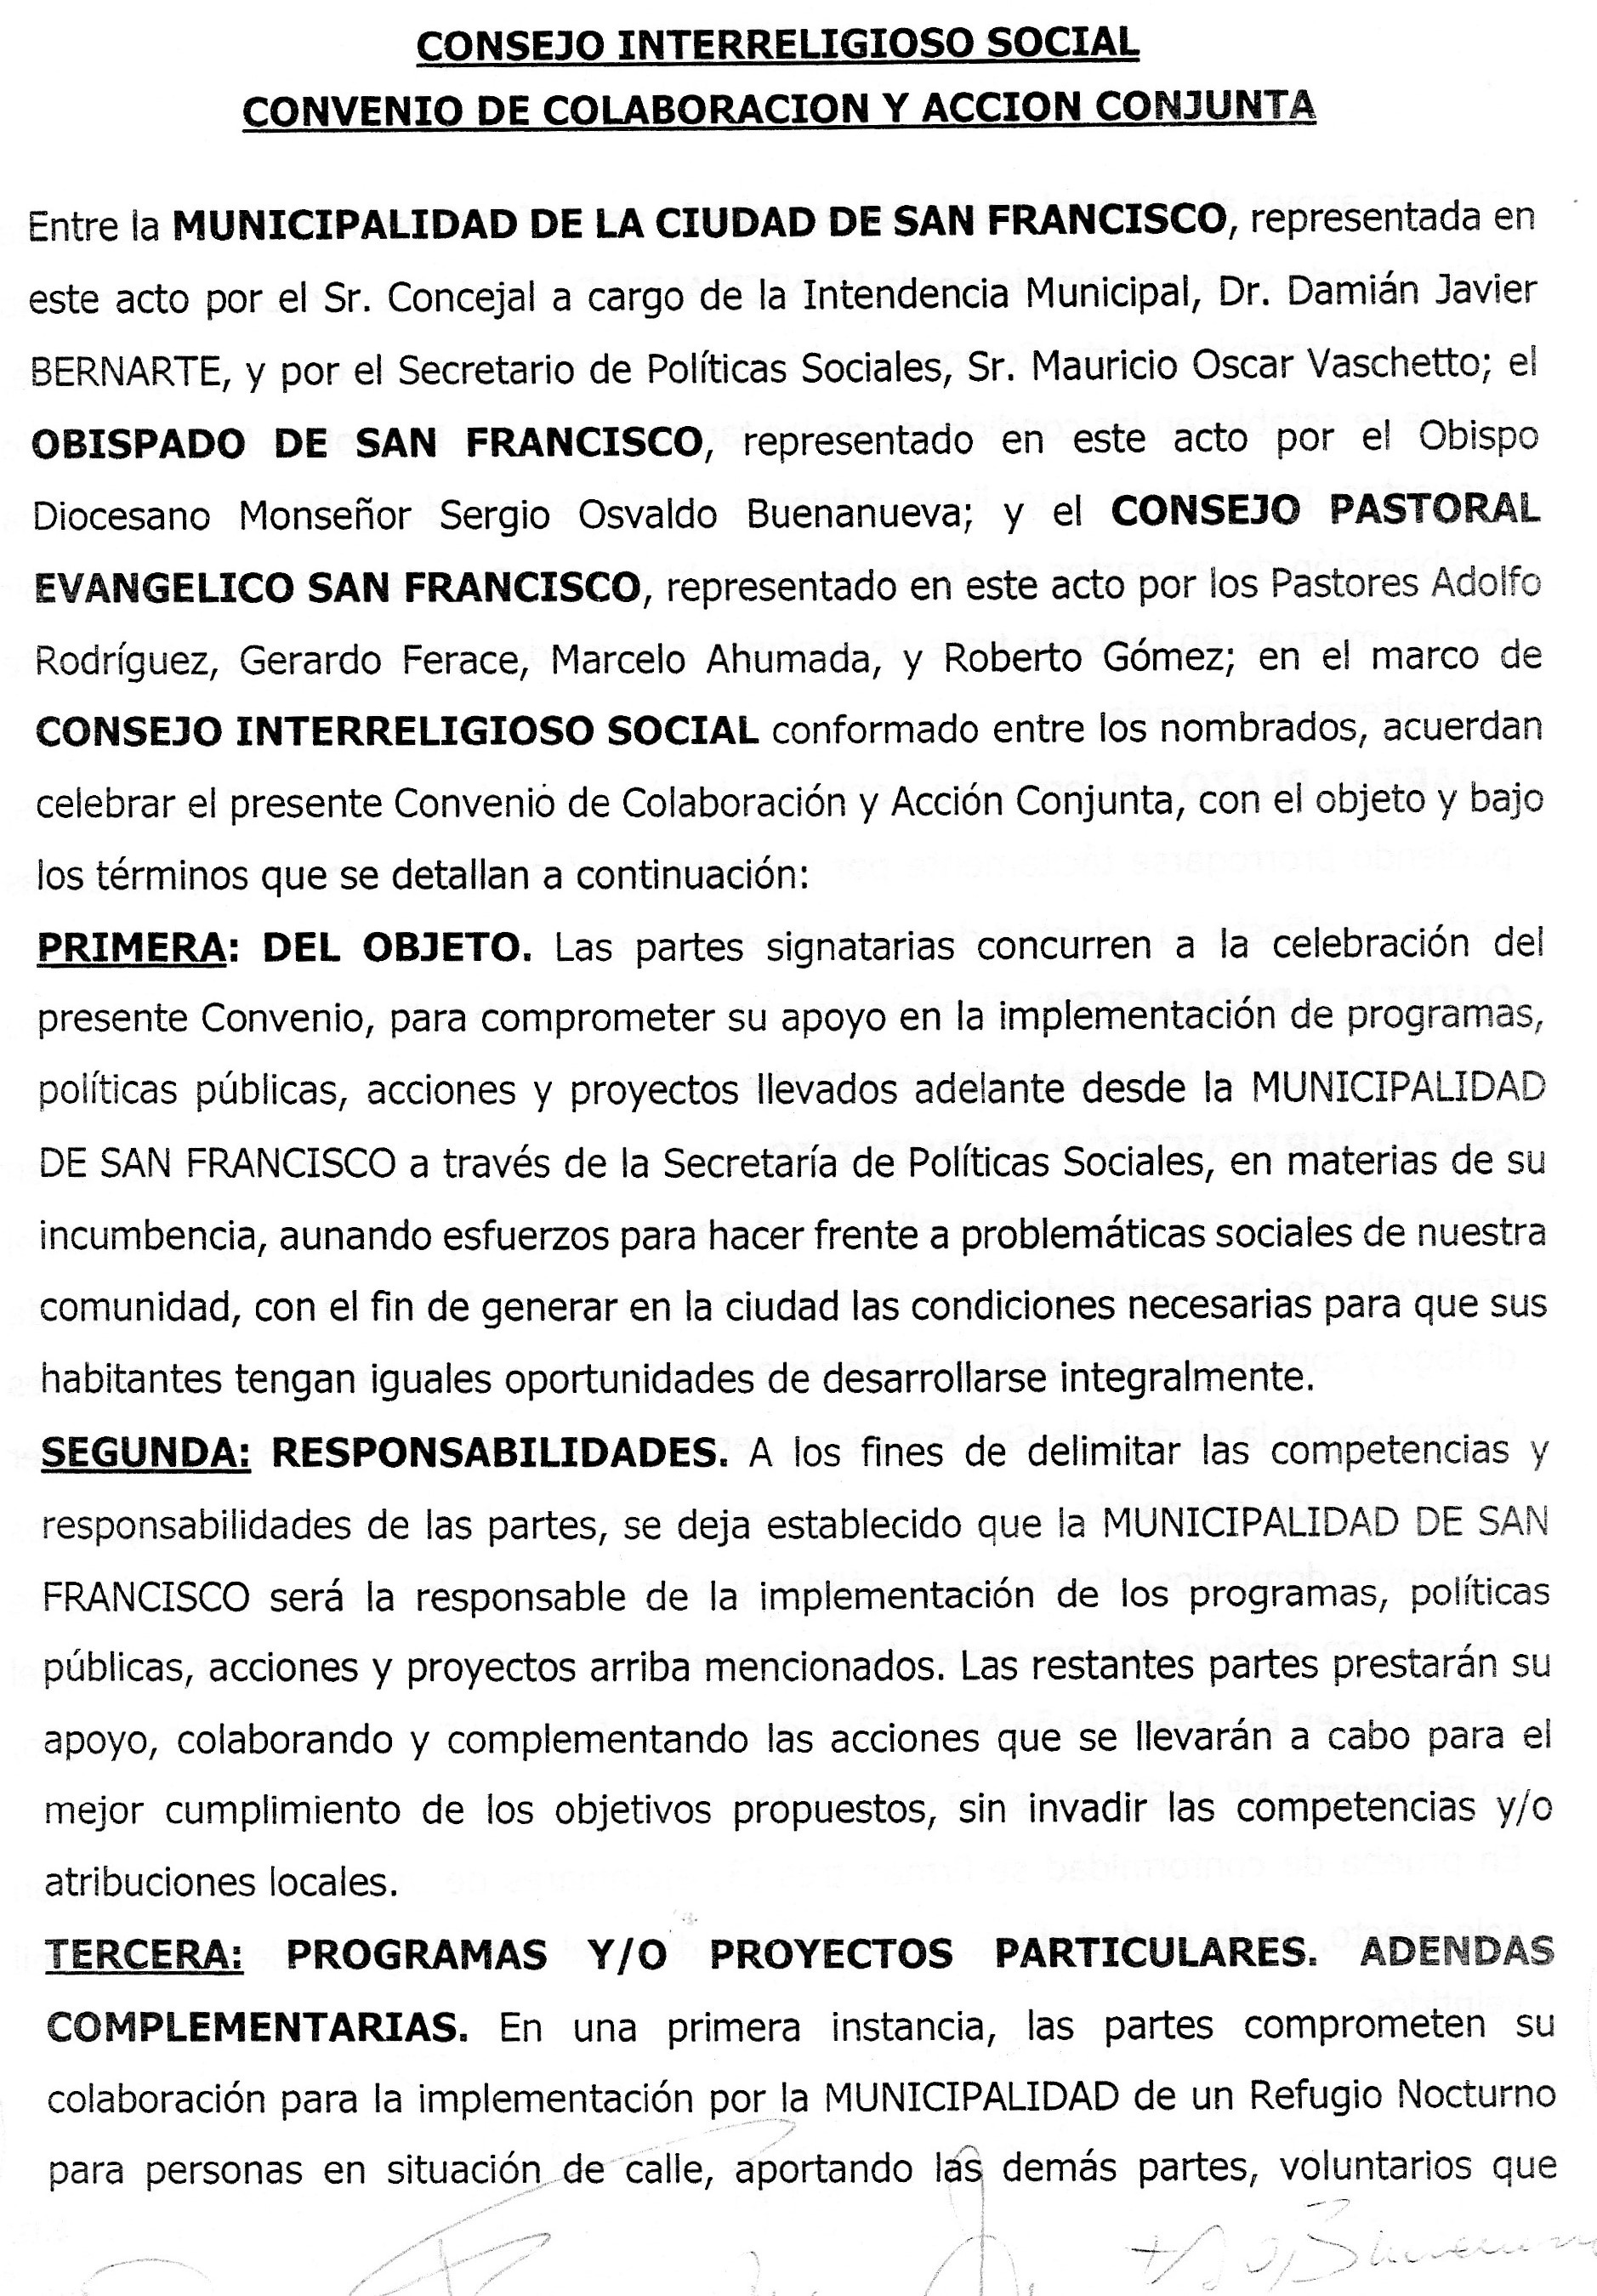 CONSEJO INTERRELIGIOSO SOCIAL
CONVENIO DE COLABORACION Y ACCION CONJUNTA
Entre la MUNICIPALIDAD DE LA CIUDAD DE SAN FRANCISCO, representada en
este acto por el Sr. Concejal a cargo de la Intendencia Municipal, Dr. Damián Javier
BERNARTE, y por el Secretario de Políticas Sociales, Sr. Mauricio Oscar Vaschetto; el
OBISPADO DE SAN FRANCISCO, representado en este acto por el Obispo
Diocesano Monseñor Sergio Osvaldo Buenanueva; y el CONSEJO PASTORAL
EVANGELICO SAN FRANCISCO, representado en este acto por los Pastores Adolfo
Rodríguez, Gerardo Ferace, Marcelo Ahumada, y Roberto Gómez; en el marco de
CONSEJO INTERRELIGIOSO SOCIAL conformado entre los nombrados, acuerdan
celebrar el presente Convenio de Colaboración y Acción Conjunta, con el objeto y bajo
los términos que se detallan a continuación:
PRIMERA: DEL OBJETO. Las partes signatarias concurren a la celebración del
presente Convenio, para comprometer su apoyo en la implementación de programas,
políticas públicas, acciones y proyectos llevados adelante desde la MUNICIPALIDAD
DE SAN FRANCISCO a través de la Secretaría de Políticas Sociales, en materias de su
incumbencia, aunando esfuerzos para hacer frente a problemáticas sociales de nuestra
comunidad, con el fin de generar en la ciudad las condiciones necesarias para que sus
habitantes tengan iguales oportunidades de desarrollarse integralmente.
SEGUNDA: RESPONSABILIDADES. A los fines de delimitar las competencias y
responsabilidades de las partes, se deja establecido que la MUNICIPALIDAD DE SAN
FRANCISCO será la responsable de la implementación de los programas, políticas
públicas, acciones y proyectos arriba mencionados. Las restantes partes prestarán su
apoyo, colaborando y complementando las acciones que se llevarán a cabo para el
mejor cumplimiento de los objetivos propuestos, sin invadir las competencias y/o
atribuciones locales.
TERCERA: PROGRAMAS Y/O PROYECTOS PARTICULARES. ADENDAS
COMPLEMENTARIAS. En una primera instancia, las partes comprometen su
colaboración para la implementación por la MUNICIPALIDAD de un Refugio Nocturno
para personas en situación de calle, aportando las demás partes, voluntarios que